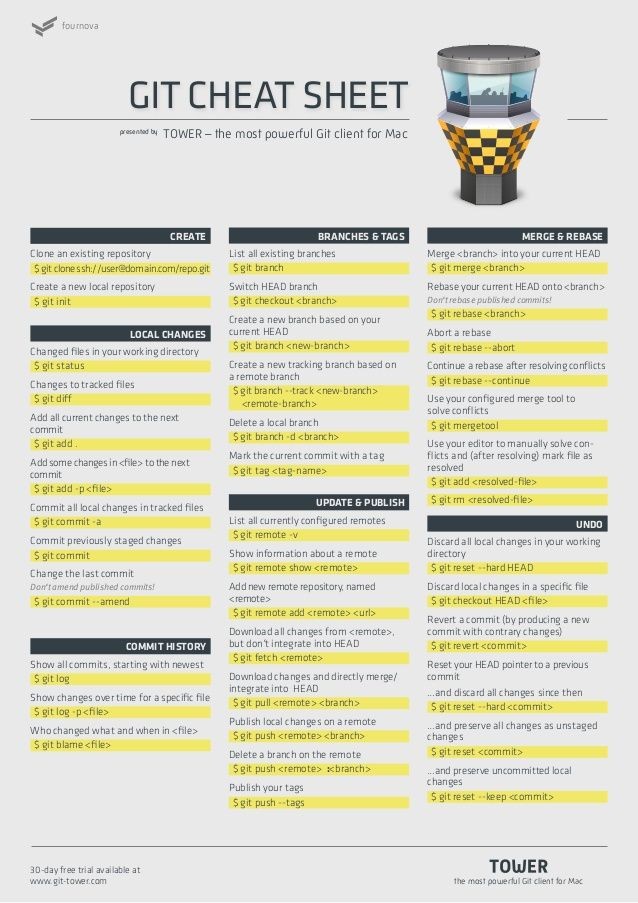 fournova
GIT CHEAT SHEET
presented by TOWER – the most powerful Git client for Mac
CREATE
Clone an existing repository
$ git clone ssh://user@domain.com/repo.git
Create a new local repository
$ git init
LOCAL CHANGES
Changed files in your working directory
$ git status
Changes to tracked files
$ git diff
Add all current changes to the next
commit
$ git add .
Add some changes in <file> to the next
commit
$ git add -p <file>
Commit all local changes in tracked files
$ git commit -a
Commit previously staged changes
$ git commit
Change the last commit
Don't amend published commits!
$ git commit --amend
COMMIT HISTORY
Show all commits, starting with newest
$ git log
Show changes over time for a specific file
$ git log -p <file>
Who changed what and when in <file>
$ git blame <file>
BRANCHES & TAGS
List all existing branches
$ git branch
Switch HEAD branch
$ git checkout <branch>
Create a new branch based on your
current HEAD
$ git branch <new-branch>
Create a new tracking branch based on
a remote branch
$ git branch --track <new-branch>
<remote-branch>
Delete a local branch
$ git branch -d <branch>
Mark the current commit with a tag
$ git tag <tag-name>
UPDATE & PUBLISH
List all currently configured remotes
$ git remote -v
Show information about a remote
$ git remote show <remote>
Add new remote repository, named
<remote>
$ git remote add <remote> <url>
Download all changes from <remote>,
but don't integrate into HEAD
$ git fetch <remote>
Download changes and directly merge/
integrate into HEAD
$ git pull <remote> <branch>
Publish local changes on a remote
$ git push <remote> <branch>
Delete a branch on the remote
$ git push <remote> :<branch>
Publish your tags
$ git push --tags
MERGE & REBASE
Merge <branch> into your current HEAD
$ git merge <branch>
Rebase your current HEAD onto <branch>
Don't rebase published commits!
$ git rebase <branch>
Abort a rebase
$ git rebase --abort
Continue a rebase after resolving conflicts
$ git rebase --continue
Use your configured merge tool to
solve conflicts
$ git mergetool
Use your editor to manually solve con-
flicts and (after resolving) mark file as
resolved
$ git add <resolved-file>
$ git rm <resolved-file>
UNDO
Discard all local changes in your working
directory
$ git reset --hard HEAD
Discard local changes in a specific file
$ git checkout HEAD <file>
Revert a commit (by producing a new
commit with contrary changes)
$ git revert <commit>
Reset your HEAD pointer to a previous
commit
...and discard all changes since then
$ git reset --hard <commit>
...and preserve all changes as unstaged
changes
$ git reset <commit>
...and preserve uncommitted local
changes
$ git reset --keep <commit>
30-day free trial available at
www.git-tower.com
TOWER
the most powerful Git client for Mac